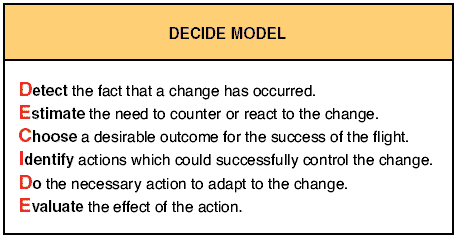 DECIDE MODEL
Detect the fact that a change has occurred.
Estimate the need to counter or react to the change.
Choose a desirable outcome for the success of the flight.
Identify actions which could successfully control the change.
Do the necessary action to adapt to the change.
Evaluate the effect of the action.